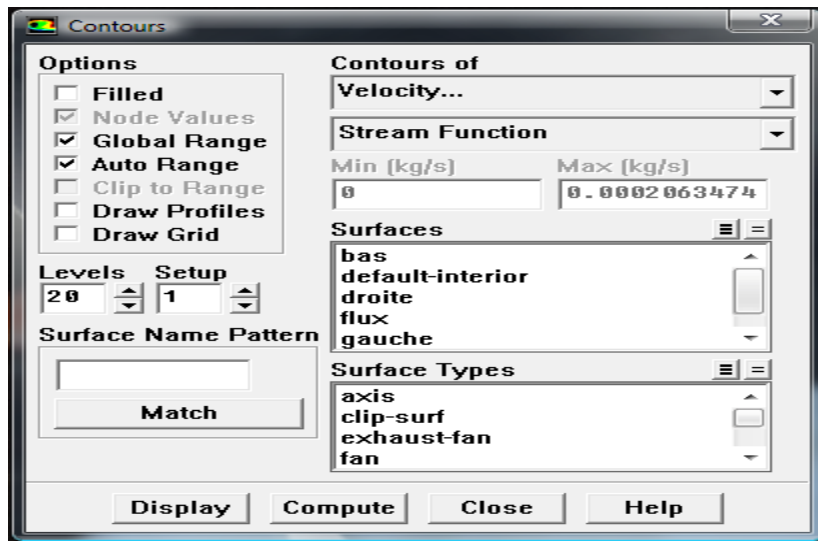 Contours
Options
Filled
Node Values
Global Range
Auto Range
Clip to Range
Draw Profiles
Draw Grid
Levels Setup
20 1
Surface Name Pattern
Match
Contours of
Velocity...
Stream Function
Min (kg/s) Max (kg/s)
0 0.0002063474
Surfaces
bas
default-interior
droite
flux
gauche
Surface Types
axis
clip-surf
exhaust-fan
fan
Display Compute Close Help